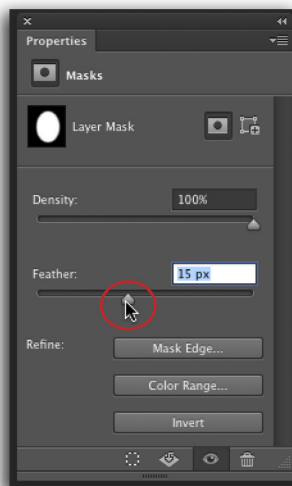 Properties
Masks
Layer Mask
Density: 100%
Feather: 15 px
Refine: Mask Edge...
Color Range...
Invert